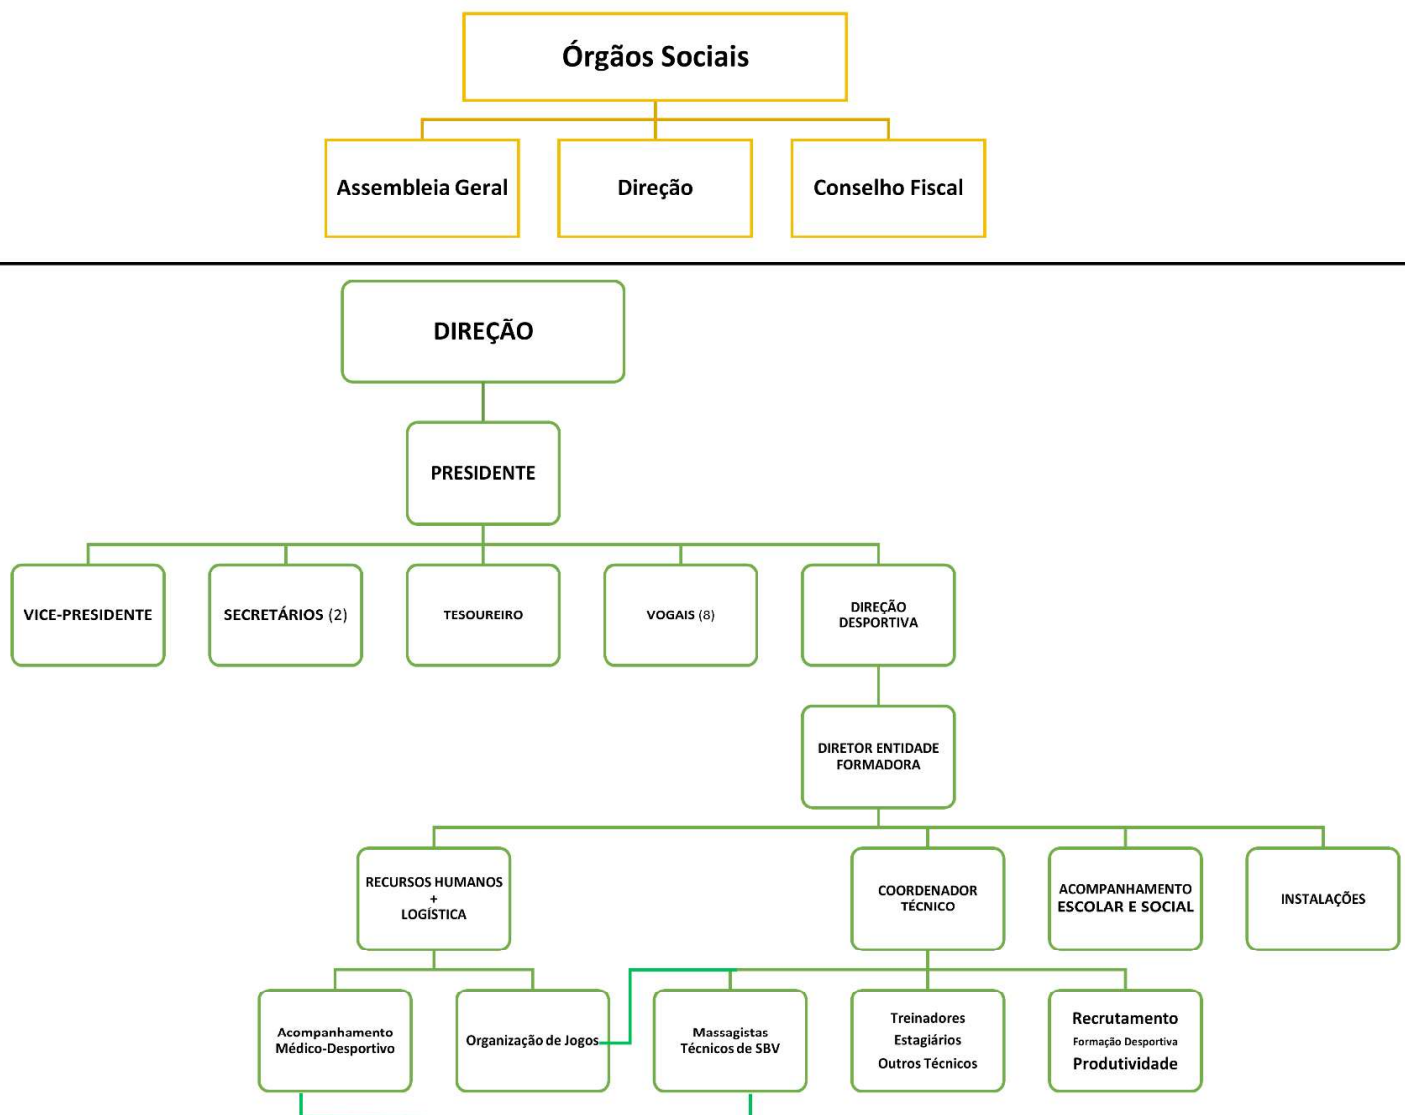 Órgãos Sociais
Assembleia Geral
Direção
Conselho Fiscal
DIREÇÃO
PRESIDENTE
VICE-PRESIDENTE
SECRETÁRIOS (2)
TESOUREIRO
VOGAIS (8)
DIREÇÃO
DESPORTIVA
DIRETOR ENTIDADE
FORMADORA
RECURSOS HUMANOS
+
LOGÍSTICA
COORDENADOR
TÉCNICO
ACOMPANHAMENTO
ESCOLAR E SOCIAL
INSTALAÇÕES
Acompanhamento
Médico-Desportivo
Organização de Jogos
Massagistas
Técnicos de SBV
Treinadores
Estagiários
Outros Técnicos
Recrutamento
Formação Desportiva
Produtividade